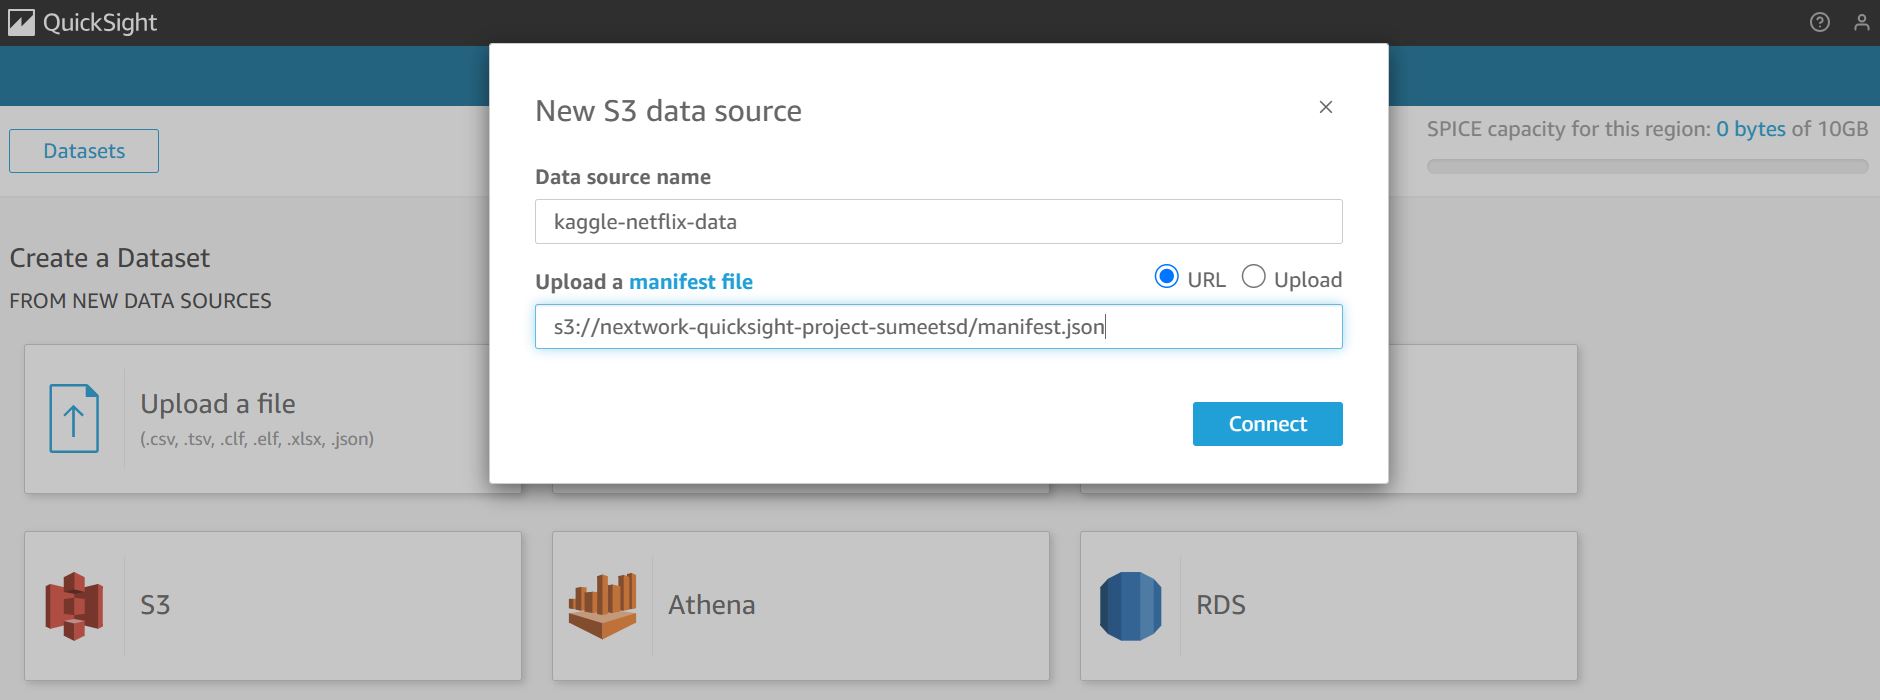 QuickSight
New S3 data source
Datasets
SPICE capacity for this region: 0 bytes of 10GB
Data source name
kaggle-netflix-data
Create a Dataset
FROM NEW DATA SOURCES
Upload a manifest file
URL
Upload
s3://nextwork-quicksight-project-sumeetsd/manifest.json
Connect
Upload a file
(.csv, .tsv, .clf, .elf, .xlsx, .json)
S3
Athena
RDS